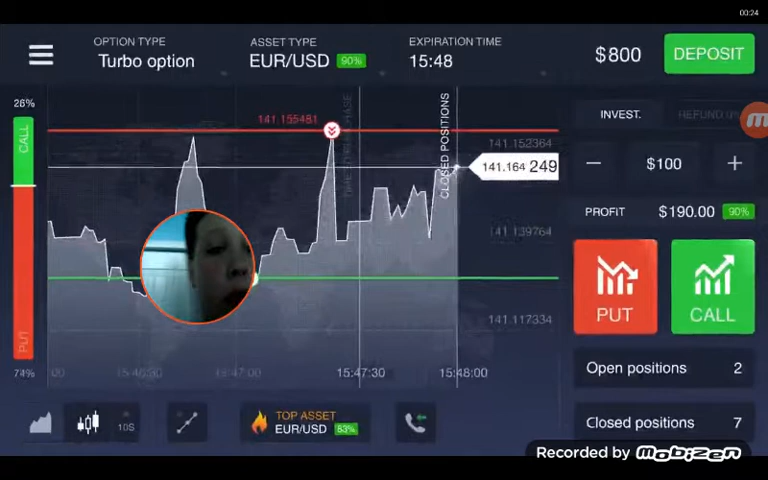 00:24
OPTION TYPE
Turbo option
ASSET TYPE
EUR/USD 90%
EXPIRATION TIME
15:48
$800
DEPOSIT
26%
CALL
PUT
74%
141.155481
CLOSED POSITIONS
141.152364
141.164 249
141.139764
141.117334
00
15:46:30
15:47:00
15:47:30
15:48:00
10S
TOP ASSET
EUR/USD 83%
INVEST.
REFUND 0%
$100
PROFIT $190.00 90%
PUT
CALL
Open positions 2
Closed positions 7
Recorded by mobizen